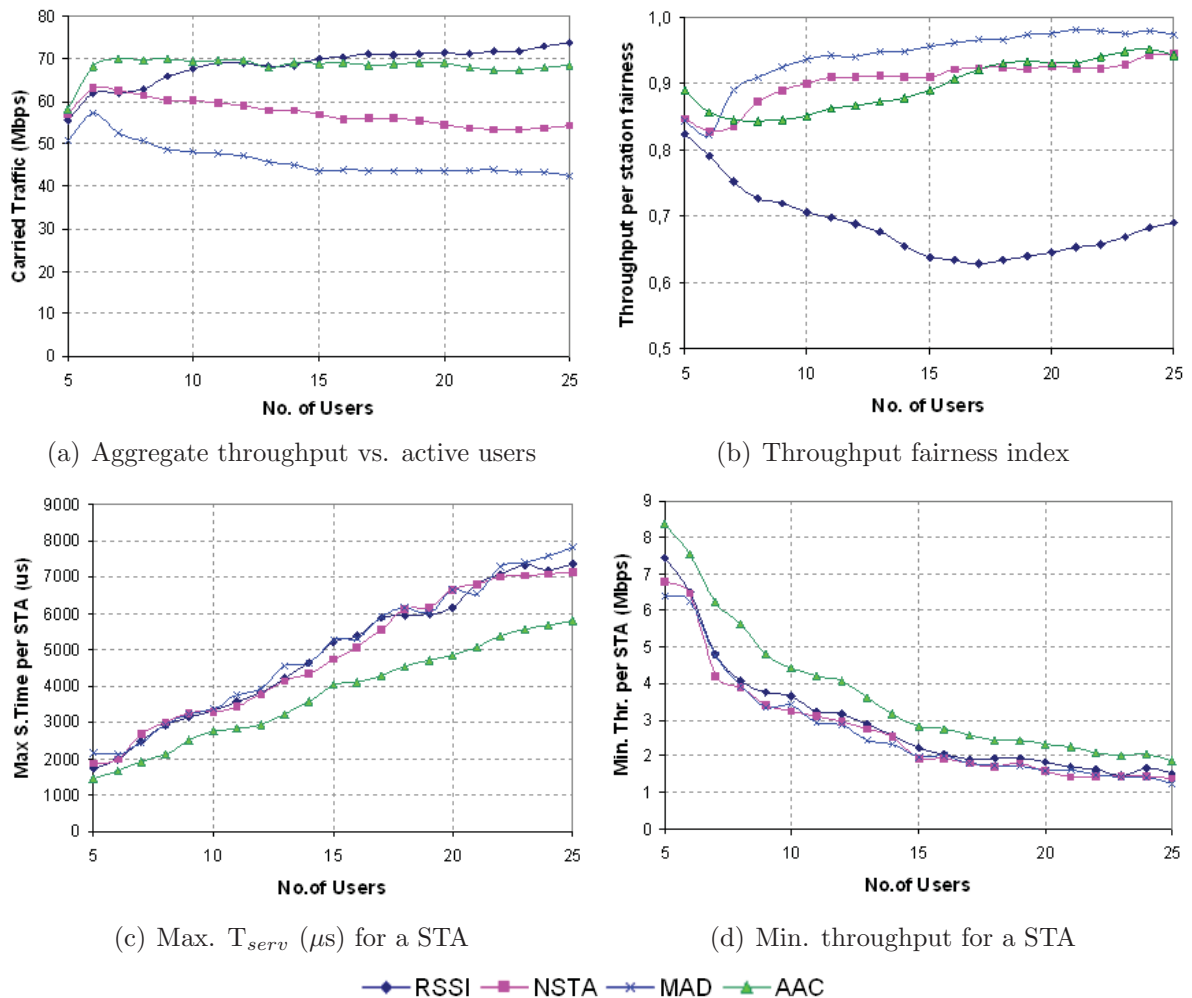 80
70
60
50
40
30
20
10
0
5 10 15 20 25
Carried Traffic (Mbps)
No. of Users
(a) Aggregate throughput vs. active users
1,0
0,9
0,8
0,7
0,6
0,5
5 10 15 20 25
Throughput per station fairness
No. of Users
(b) Throughput fairness index
9000
8000
7000
6000
5000
4000
3000
2000
1000
0
5 10 15 20 25
Max S.Time per STA (us)
No.of Users
(c) Max. T_serv (μs) for a STA
9
8
7
6
5
4
3
2
1
0
5 10 15 20 25
Min. Thr. per STA (Mbps)
No.of Users
(d) Min. throughput for a STA
RSSI NSTA MAD AAC